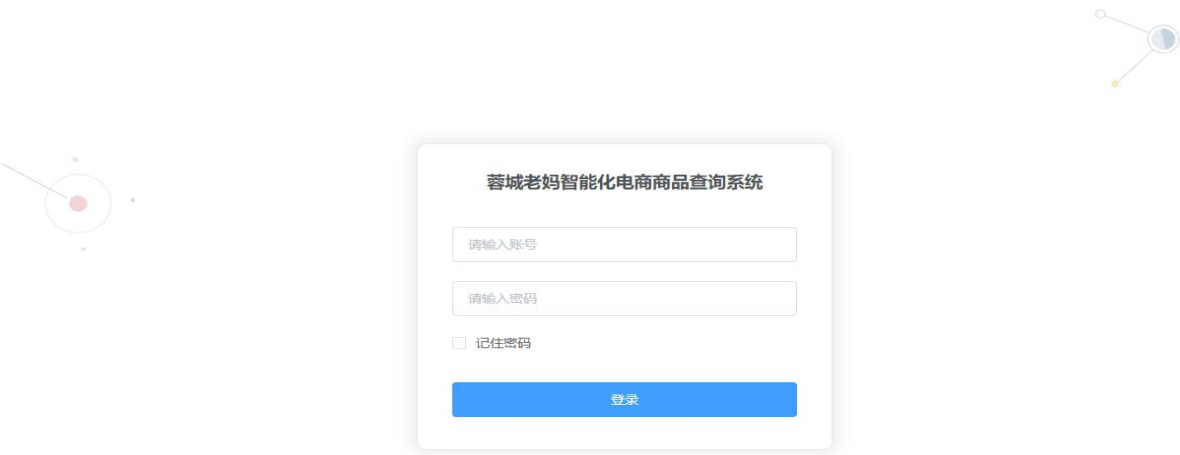 蓉城老妈智能化电商商品查询系统
请输入账号
请输入密码
记住密码
登录